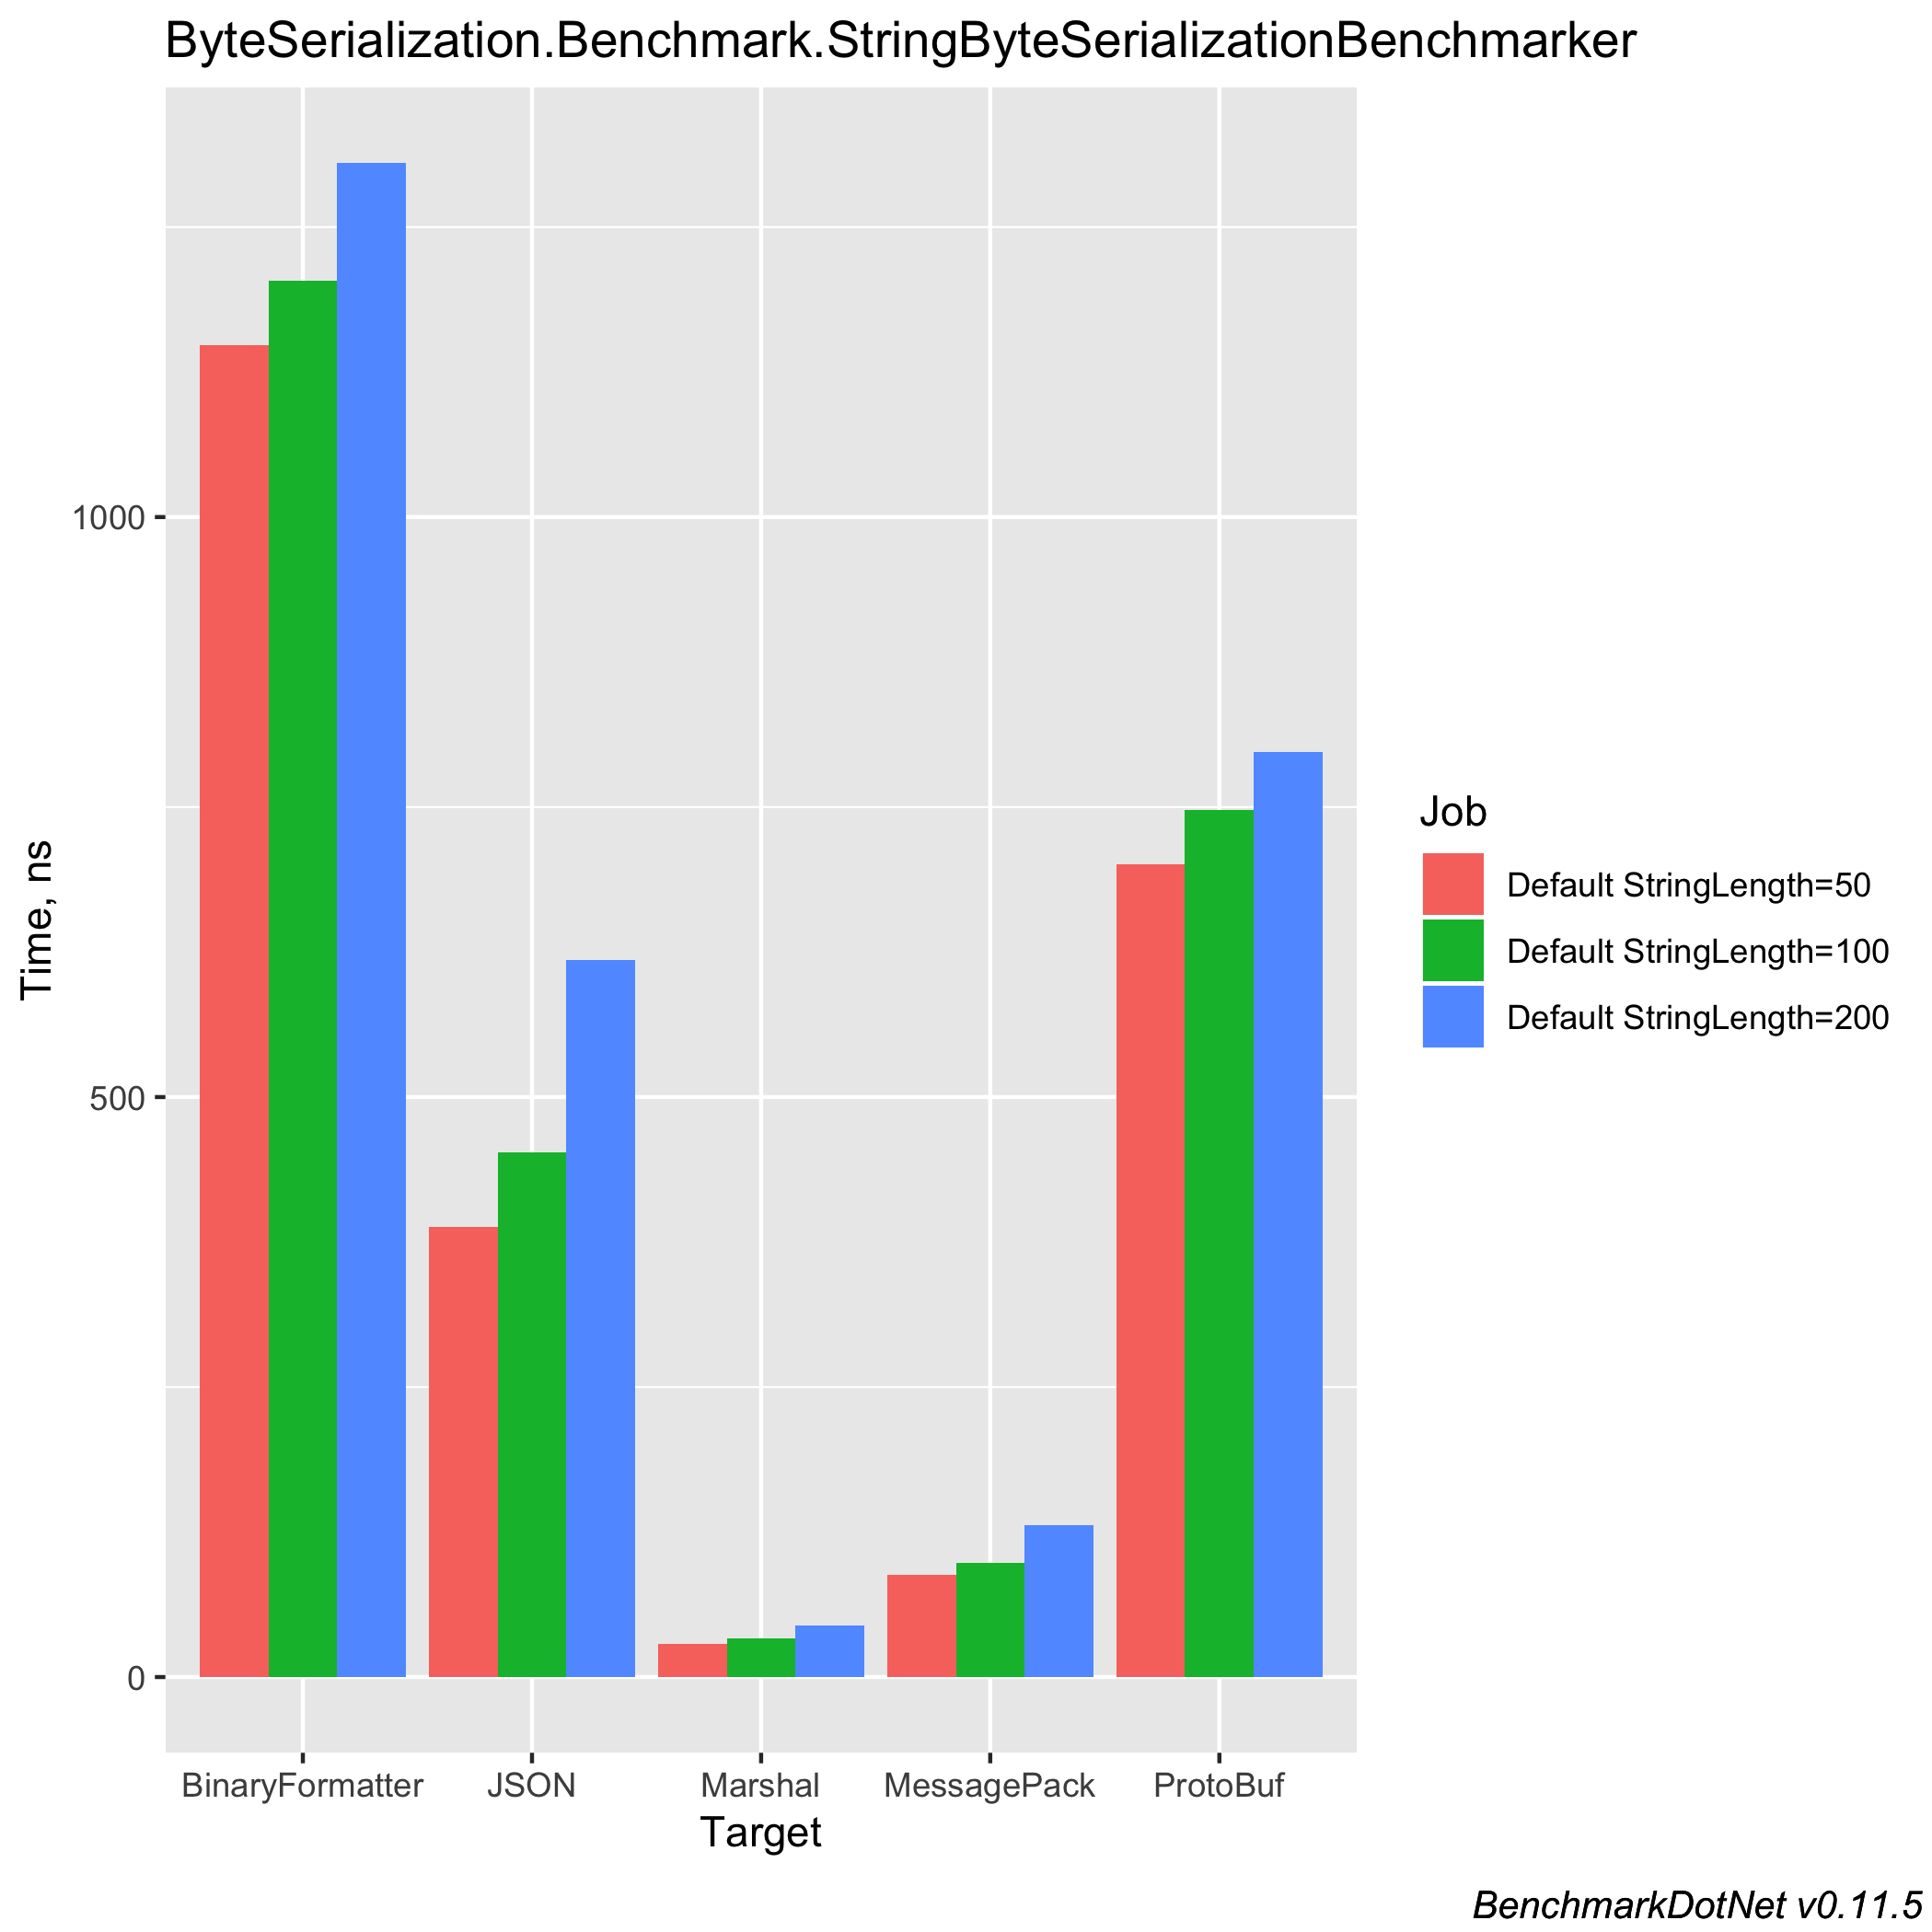 ByteSerialization.Benchmark.StringByteSerializationBenchmarker
1000
500
0
Time, ns
BinaryFormatter
JSON
Marshal
MessagePack
ProtoBuf
Target
Job
Default StringLength=50
Default StringLength=100
Default StringLength=200
BenchmarkDotNet v0.11.5